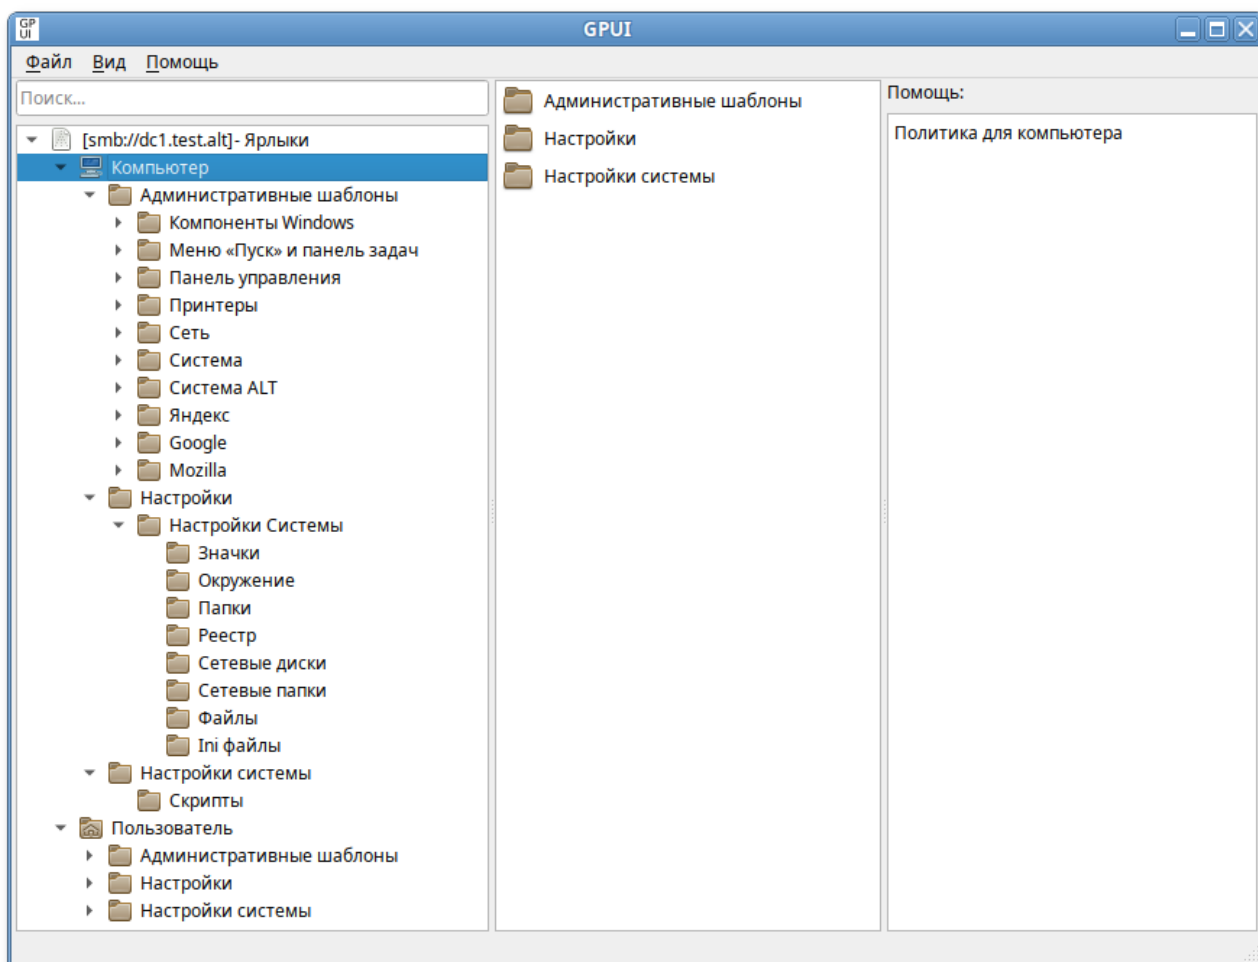 GPUI
GPUI
Файл Вид Помощь
Поиск...
[smb://dc1.test.alt]- Ярлыки
Компьютер
Административные шаблоны
Компоненты Windows
Меню «Пуск» и панель задач
Панель управления
Принтеры
Сеть
Система
Система ALT
Яндекс
Google
Mozilla
Настройки
Настройки Системы
Значки
Окружение
Папки
Реестр
Сетевые диски
Сетевые папки
Файлы
Ini файлы
Настройки системы
Скрипты
Пользователь
Административные шаблоны
Настройки
Настройки системы
Административные шаблоны
Настройки
Настройки системы
Помощь:
Политика для компьютера